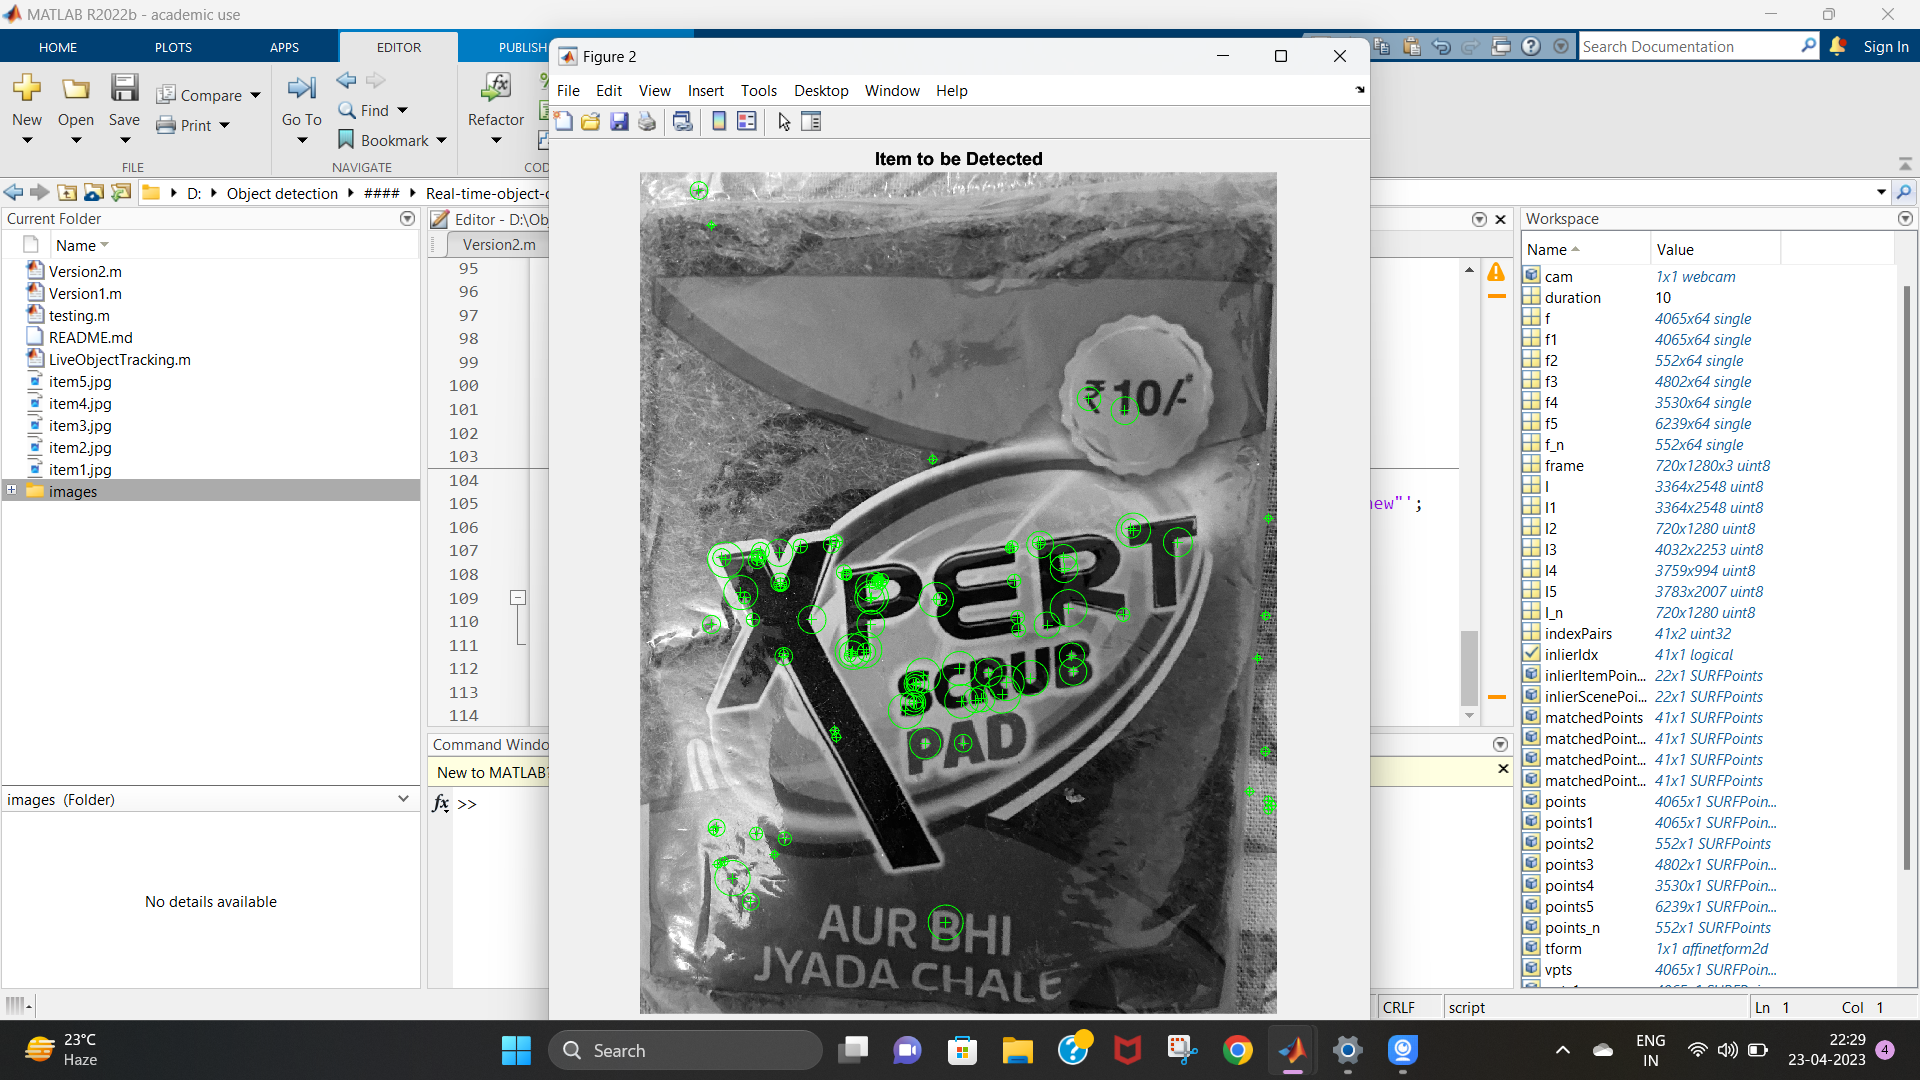 MATLAB R2022b - academic use
HOME PLOTS APPS EDITOR PUBLISH
Search Documentation Sign In
New Open Save Compare Print Go To Find Bookmark Refactor
FILE NAVIGATE COD
D: Object detection #### Real-time-object-d
Current Folder
Name
Version2.m
Version1.m
testing.m
README.md
LiveObjectTracking.m
item5.jpg
item4.jpg
item3.jpg
item2.jpg
item1.jpg
images
images (Folder)
No details available
Editor - D:\Ob
Version2.m
95
96
97
98
99
100
101
102
103
104
105
106
107
108
109
110
111
112
113
114
ew"';
Command Windo
New to MATLAB?
fx >>
Figure 2
File Edit View Insert Tools Desktop Window Help
Item to be Detected
₹10/-*
XPERT
SCRUB
PAD
AUR BHI
JYADA CHALE
Workspace
Name Value
cam 1x1 webcam
duration 10
f 4065x64 single
f1 4065x64 single
f2 552x64 single
f3 4802x64 single
f4 3530x64 single
f5 6239x64 single
f_n 552x64 single
frame 720x1280x3 uint8
I 3364x2548 uint8
I1 3364x2548 uint8
I2 720x1280 uint8
I3 4032x2253 uint8
I4 3759x994 uint8
I5 3783x2007 uint8
I_n 720x1280 uint8
indexPairs 41x2 uint32
inlierIdx 41x1 logical
inlierItemPoin... 22x1 SURFPoints
inlierScenePoi... 22x1 SURFPoints
matchedPoints 41x1 SURFPoints
matchedPoint... 41x1 SURFPoints
matchedPoint... 41x1 SURFPoints
matchedPoint... 41x1 SURFPoints
points 4065x1 SURFPoin...
points1 4065x1 SURFPoin...
points2 552x1 SURFPoints
points3 4802x1 SURFPoin...
points4 3530x1 SURFPoin...
points5 6239x1 SURFPoin...
points_n 552x1 SURFPoints
tform 1x1 affinetform2d
vpts 4065x1 SURFPoin...
CRLF script Ln 1 Col 1
23°C
Haze
Search
ENG
IN
22:29
23-04-2023
4